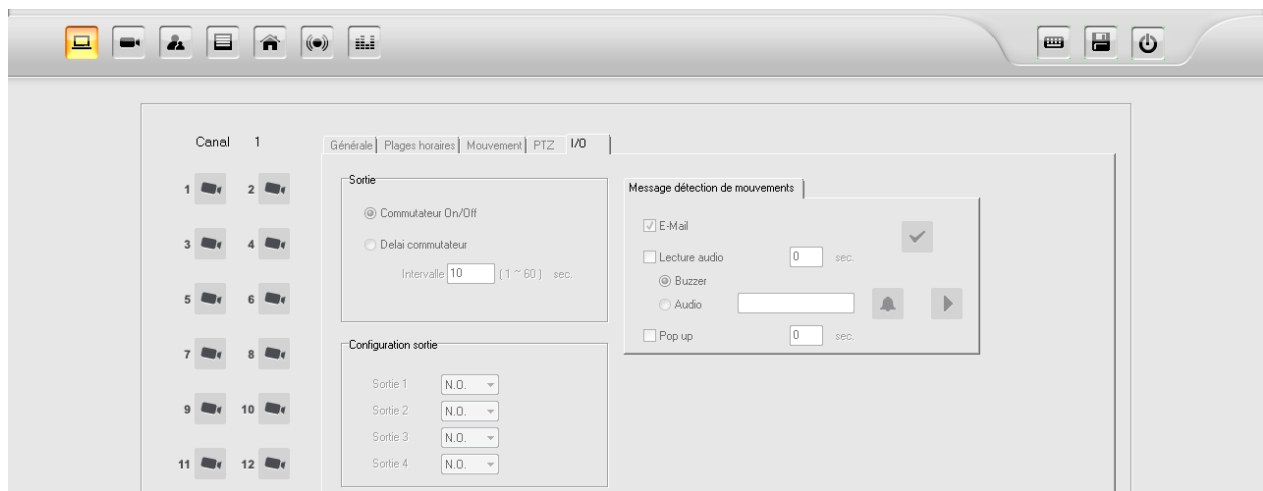 Canal 1
Générale Plages horaires Mouvement PTZ I/O
1 2
3 4
5 6
7 8
9 10
11 12
Sortie
Commutateur On/Off
Delai commutateur
Intervalle 10 ( 1 ~ 60 ) sec.
Configuration sortie
Sortie 1 N.O.
Sortie 2 N.O.
Sortie 3 N.O.
Sortie 4 N.O.
Message détection de mouvements
E-Mail
Lecture audio 0 sec.
Buzzer
Audio
Pop up 0 sec.